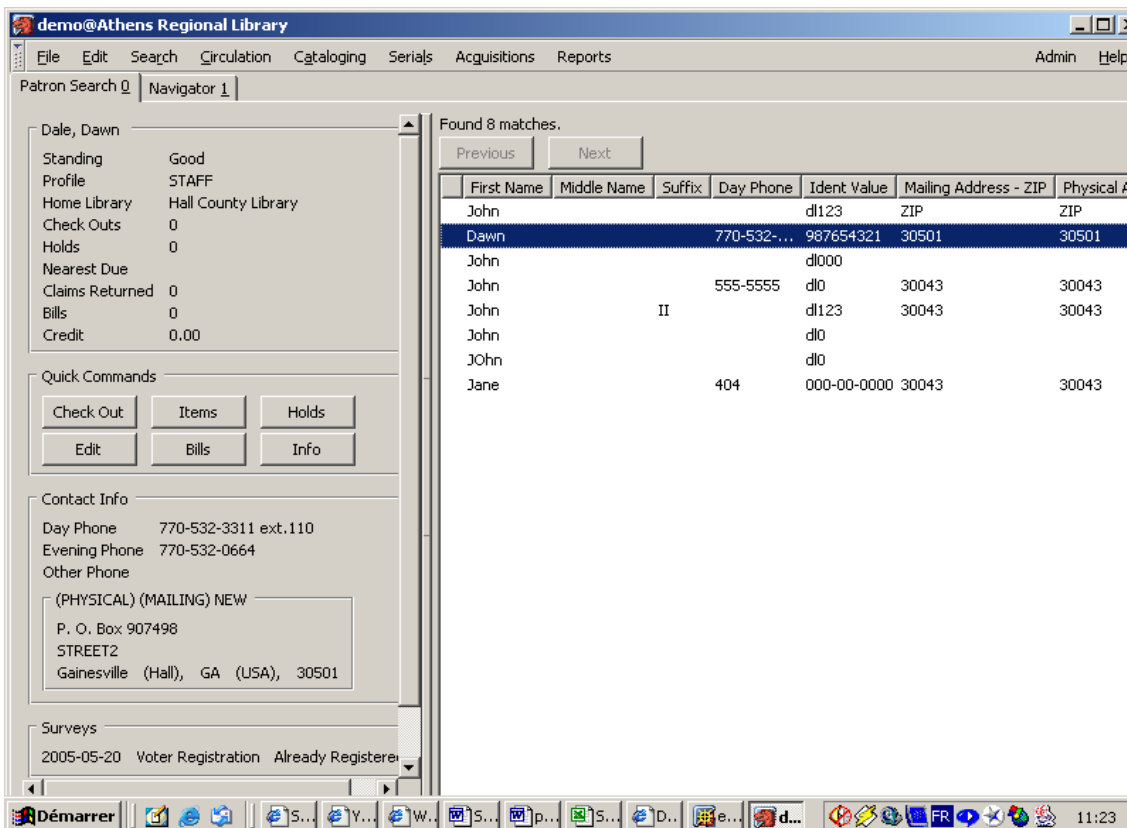 demo@Athens Regional Library
File Edit Search Circulation Cataloging Serials Acquisitions Reports Admin Help
Patron Search 0 Navigator 1
Dale, Dawn
Standing Good
Profile STAFF
Home Library Hall County Library
Check Outs 0
Holds 0
Nearest Due
Claims Returned 0
Bills 0
Credit 0.00
Quick Commands
Check Out Items Holds
Edit Bills Info
Contact Info
Day Phone 770-532-3311 ext.110
Evening Phone 770-532-0664
Other Phone
(PHYSICAL) (MAILING) NEW
P. O. Box 907498
STREET2
Gainesville (Hall), GA (USA), 30501
Surveys
2005-05-20 Voter Registration Already Registere
Found 8 matches.
Previous Next
First Name Middle Name Suffix Day Phone Ident Value Mailing Address - ZIP Physical A
John dl123 ZIP ZIP
Dawn 770-532-... 987654321 30501 30501
John dl000
John 555-5555 dl0 30043 30043
John II dl123 30043 30043
John dl0
JOhn dl0
Jane 404 000-00-0000 30043 30043
Démarrer S... Y... W... S... p... S... D... e... d... FR 11:23